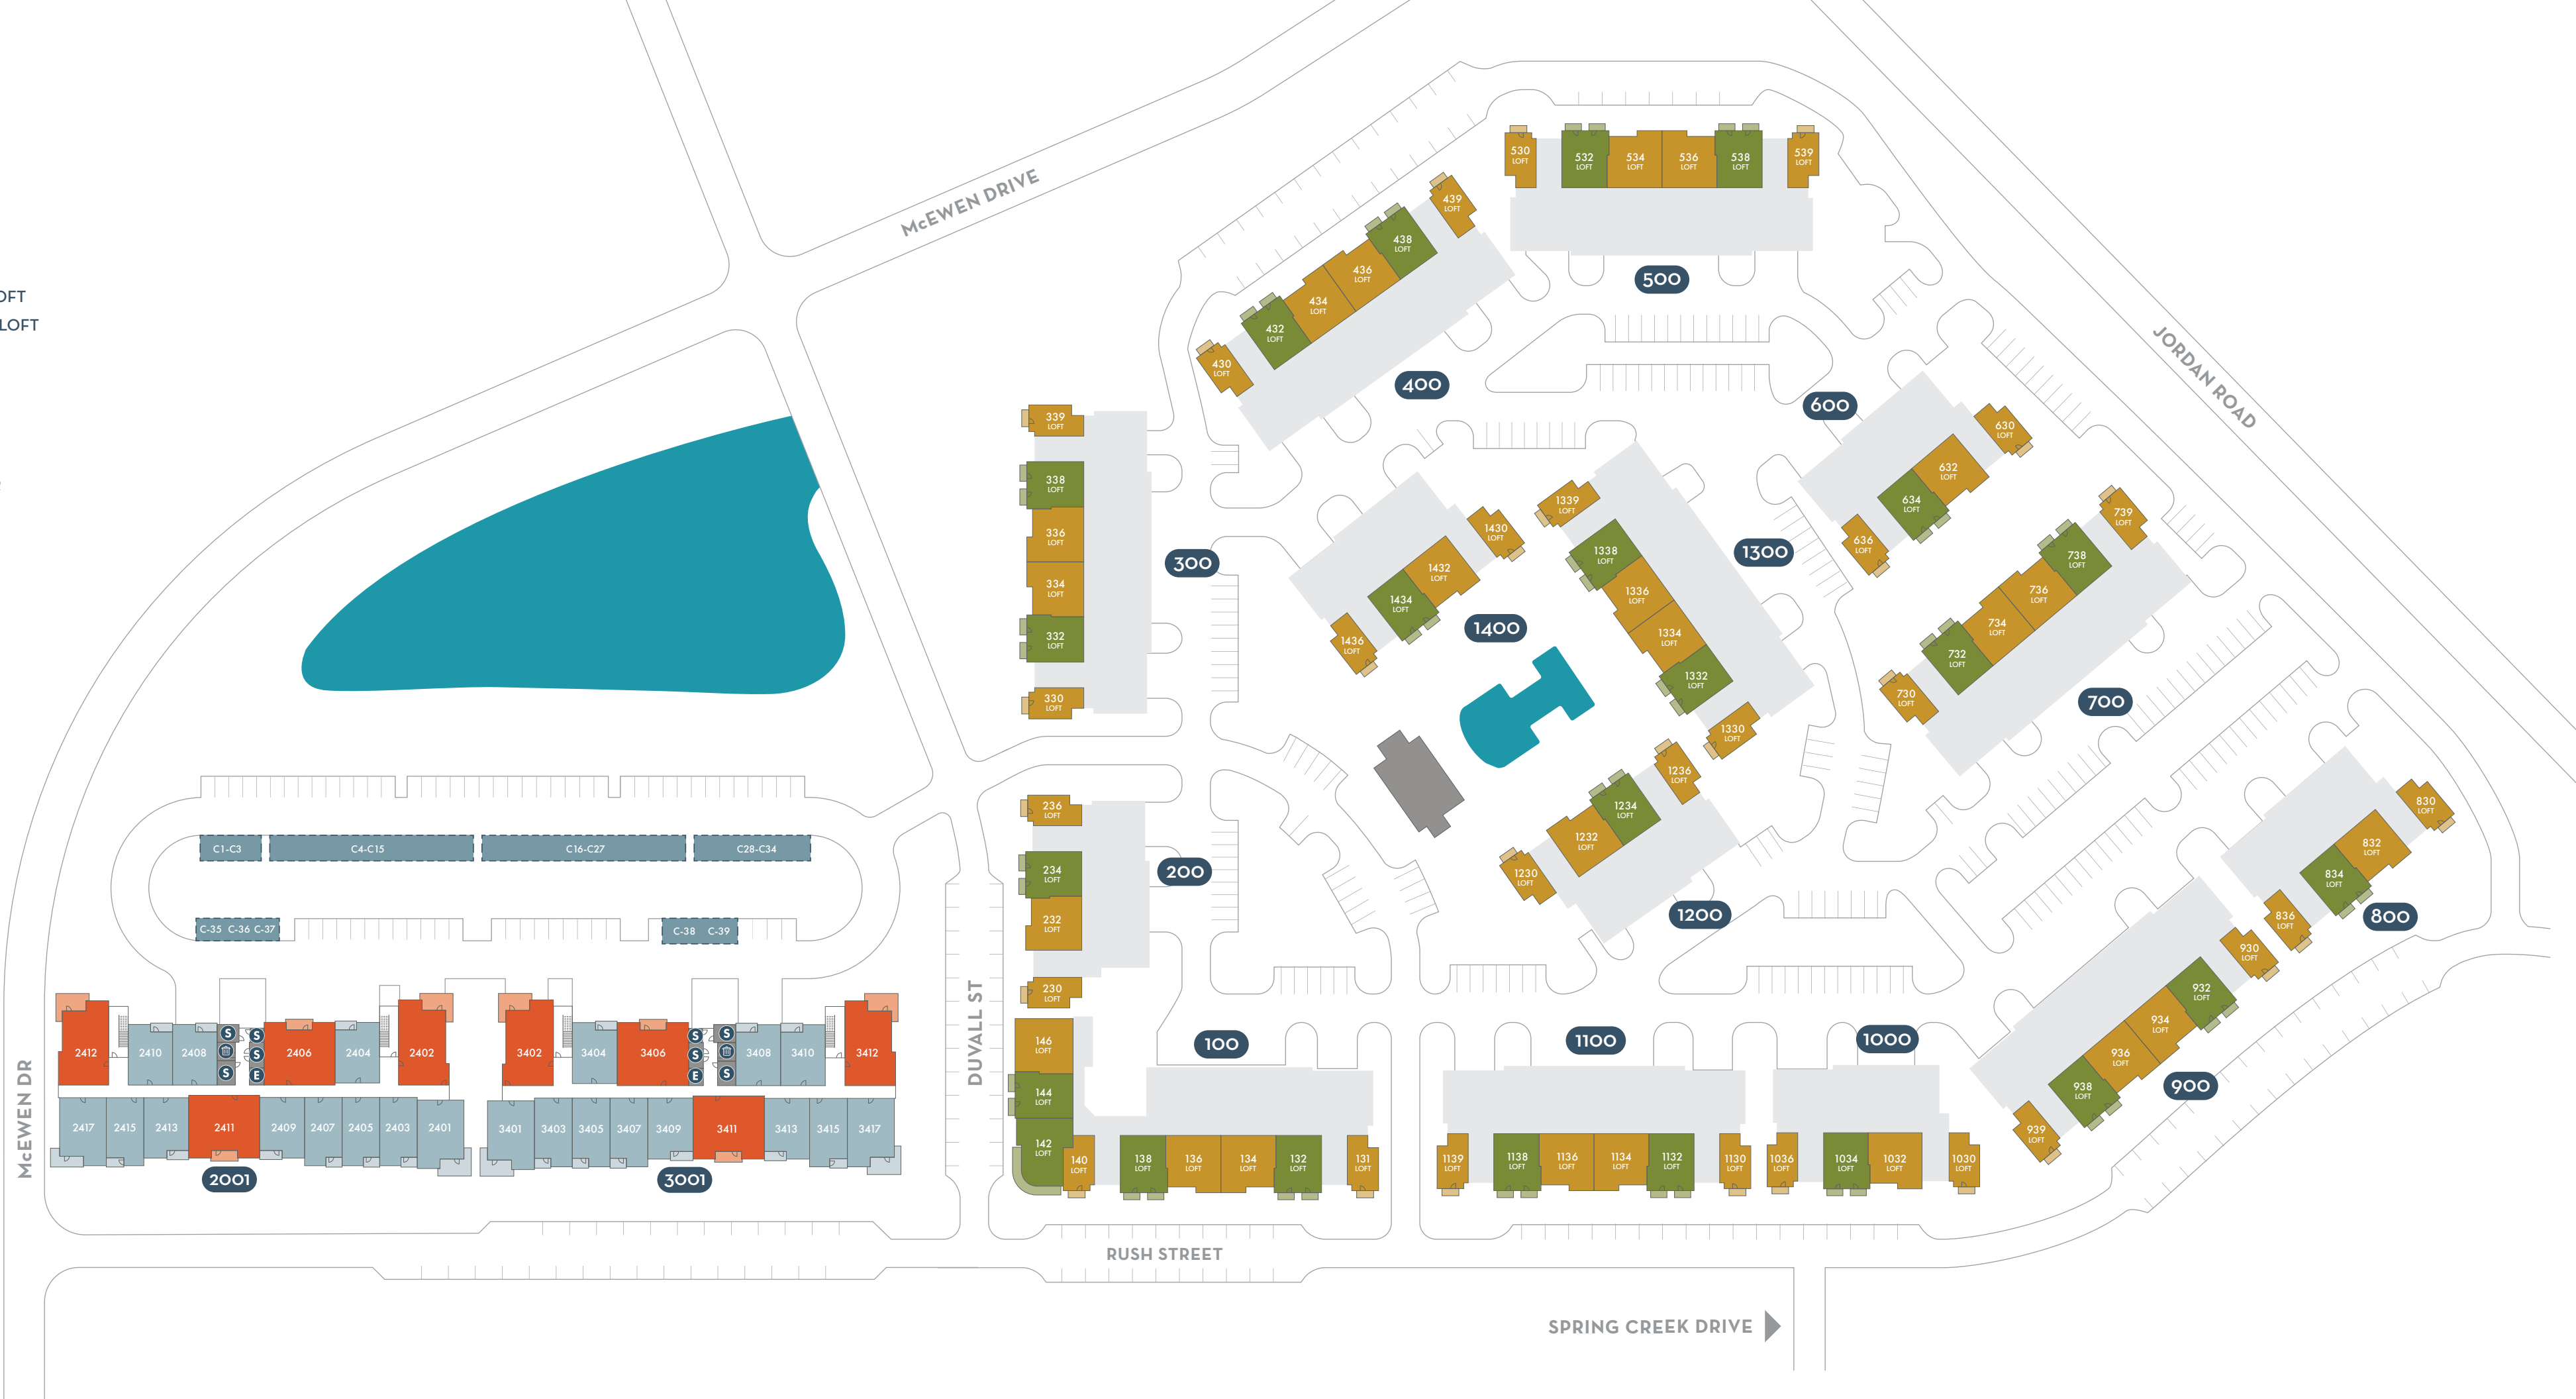 OFT
LOFT
McEWEN DRIVE
JORDAN ROAD
530
LOFT
532
LOFT
534
LOFT
536
LOFT
538
LOFT
539
LOFT
500
439
LOFT
438
LOFT
436
LOFT
434
LOFT
432
LOFT
430
LOFT
400
339
LOFT
338
LOFT
336
LOFT
334
LOFT
332
LOFT
330
LOFT
300
600
630
LOFT
632
LOFT
634
LOFT
636
LOFT
739
LOFT
738
LOFT
736
LOFT
734
LOFT
732
LOFT
730
LOFT
700
1430
LOFT
1432
LOFT
1434
LOFT
1436
LOFT
1400
1339
LOFT
1338
LOFT
1336
LOFT
1334
LOFT
1332
LOFT
1330
LOFT
1300
1236
LOFT
1234
LOFT
1232
LOFT
1230
LOFT
1200
830
LOFT
832
LOFT
834
LOFT
836
LOFT
800
930
LOFT
932
LOFT
934
LOFT
936
LOFT
938
LOFT
939
LOFT
900
236
LOFT
234
LOFT
232
LOFT
230
LOFT
200
C1-C3
C4-C15
C16-C27
C28-C34
C-35 C-36 C-37
C-38 C-39
McEWEN DR
2412
2410
2408
S
S
S
S
E
2406
2404
2402
2417
2415
2413
2411
2409
2407
2405
2403
2401
2001
3402
3404
3406
S
S
E
S
S
3408
3410
3412
3401
3403
3405
3407
3409
3411
3413
3415
3417
3001
DUVALL ST
146
LOFT
144
LOFT
142
LOFT
140
LOFT
138
LOFT
136
LOFT
134
LOFT
132
LOFT
131
LOFT
100
1139
LOFT
1138
LOFT
1136
LOFT
1134
LOFT
1132
LOFT
1130
LOFT
1100
1036
LOFT
1034
LOFT
1032
LOFT
1030
LOFT
1000
RUSH STREET
SPRING CREEK DRIVE